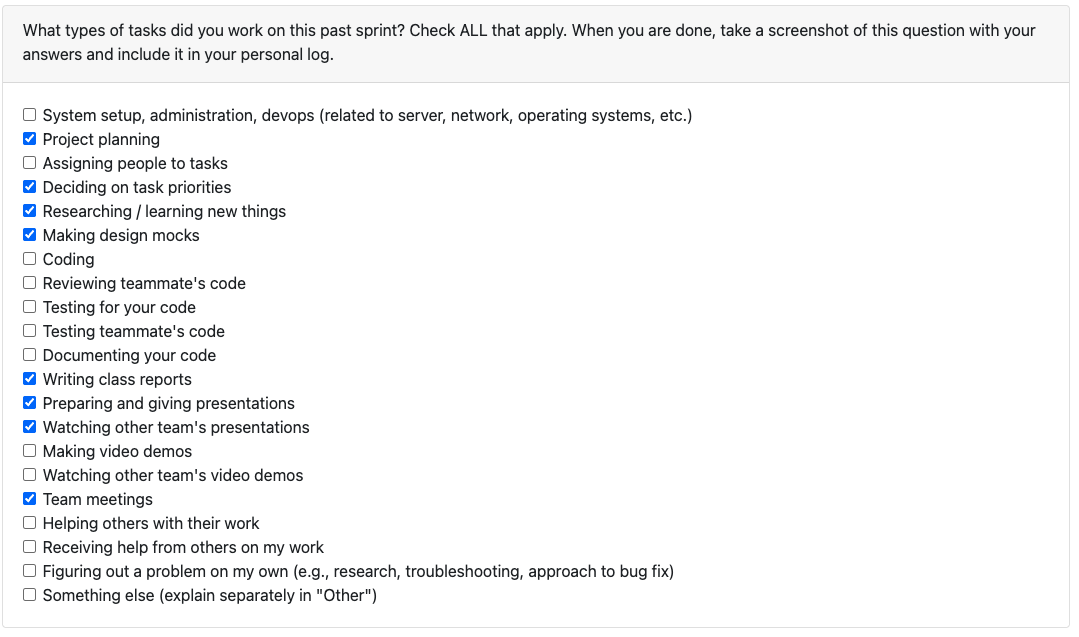 What types of tasks did you work on this past sprint? Check ALL that apply. When you are done, take a screenshot of this question with your
answers and include it in your personal log.
System setup, administration, devops (related to server, network, operating systems, etc.)
Project planning
Assigning people to tasks
Deciding on task priorities
Researching / learning new things
Making design mocks
Coding
Reviewing teammate's code
Testing for your code
Testing teammate's code
Documenting your code
Writing class reports
Preparing and giving presentations
Watching other team's presentations
Making video demos
Watching other team's video demos
Team meetings
Helping others with their work
Receiving help from others on my work
Figuring out a problem on my own (e.g., research, troubleshooting, approach to bug fix)
Something else (explain separately in "Other")